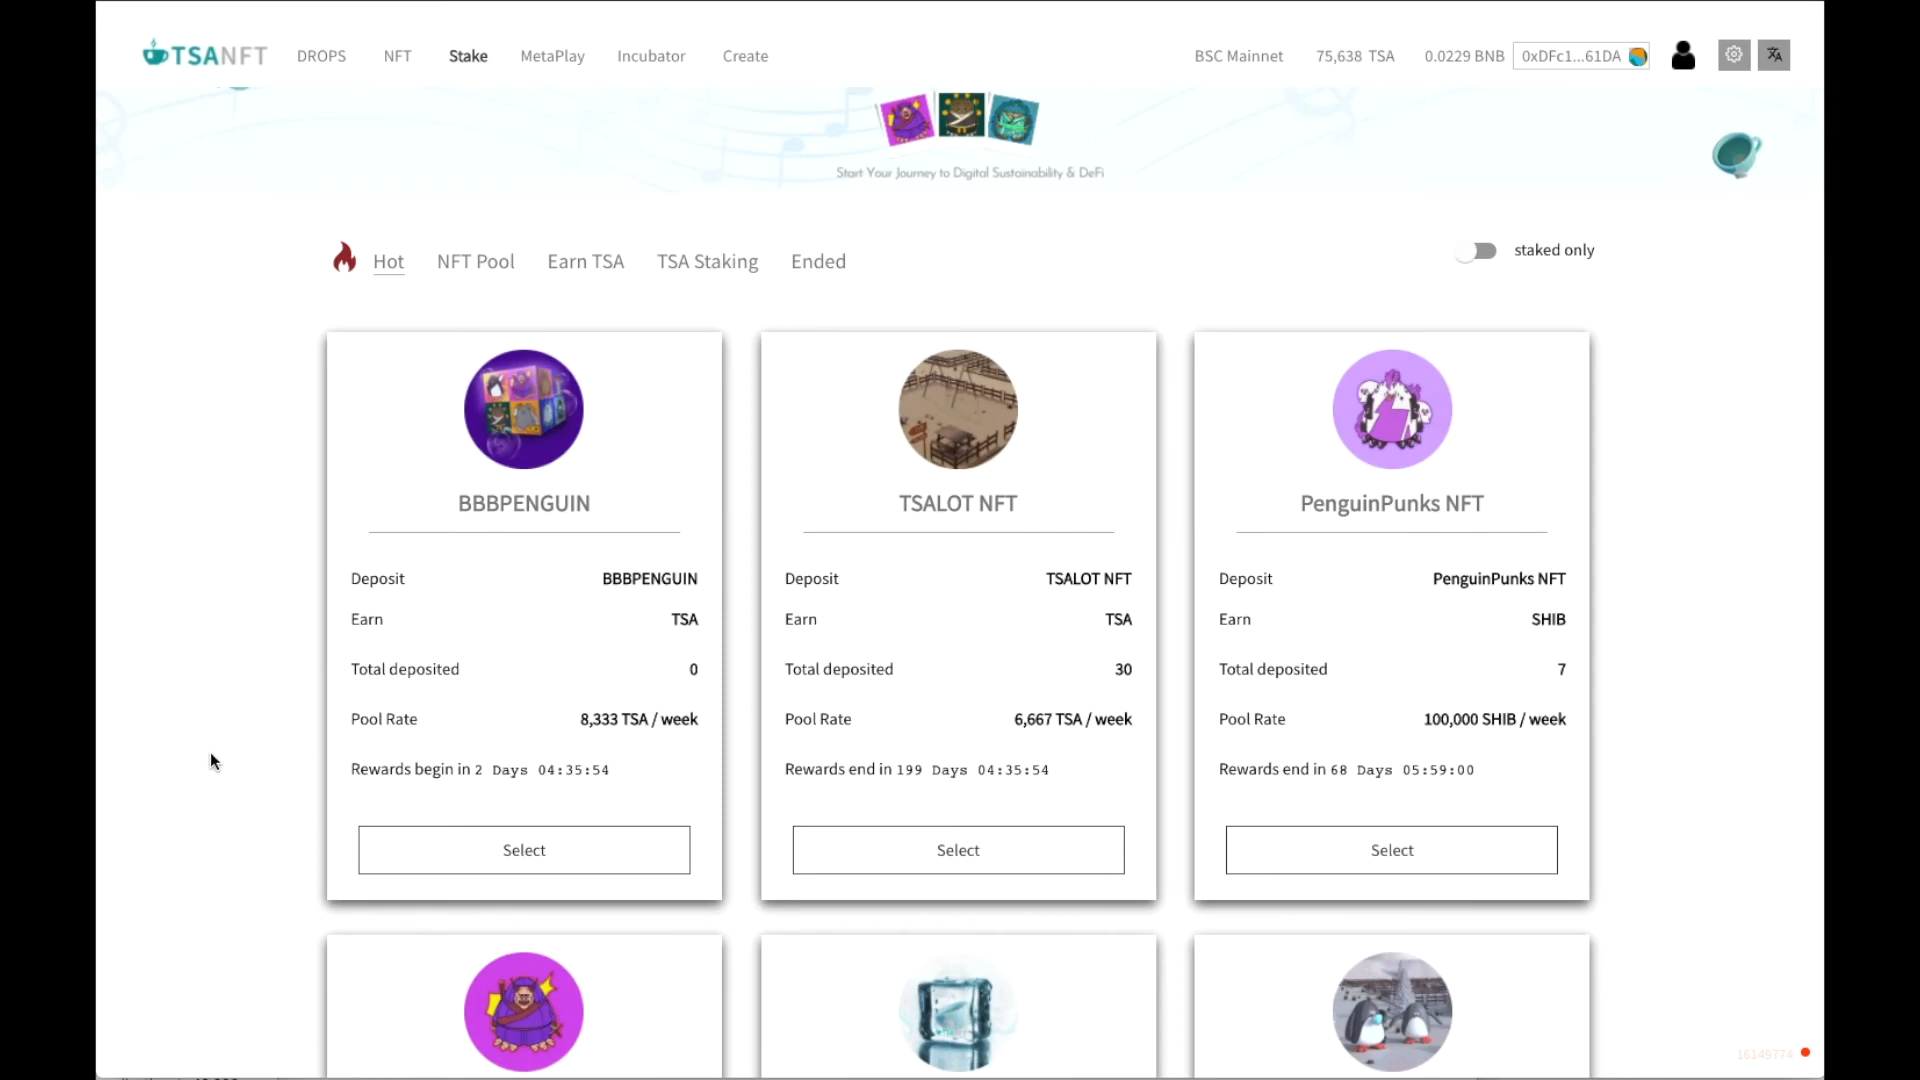 TSANFT DROPS NFT Stake MetaPlay Incubator Create BSC Mainnet 75,638 TSA 0.0229 BNB 0xDFc1...61DA
Start Your Journey to Digital Sustainability & DeFi
Hot NFT Pool Earn TSA TSA Staking Ended staked only
BBBPENGUIN
Deposit BBBPENGUIN
Earn TSA
Total deposited 0
Pool Rate 8,333 TSA / week
Rewards begin in 2 Days 04:35:54
Select
TSALOT NFT
Deposit TSALOT NFT
Earn TSA
Total deposited 30
Pool Rate 6,667 TSA / week
Rewards end in 199 Days 04:35:54
Select
PenguinPunks NFT
Deposit PenguinPunks NFT
Earn SHIB
Total deposited 7
Pool Rate 100,000 SHIB / week
Rewards end in 68 Days 05:59:00
Select
16149774